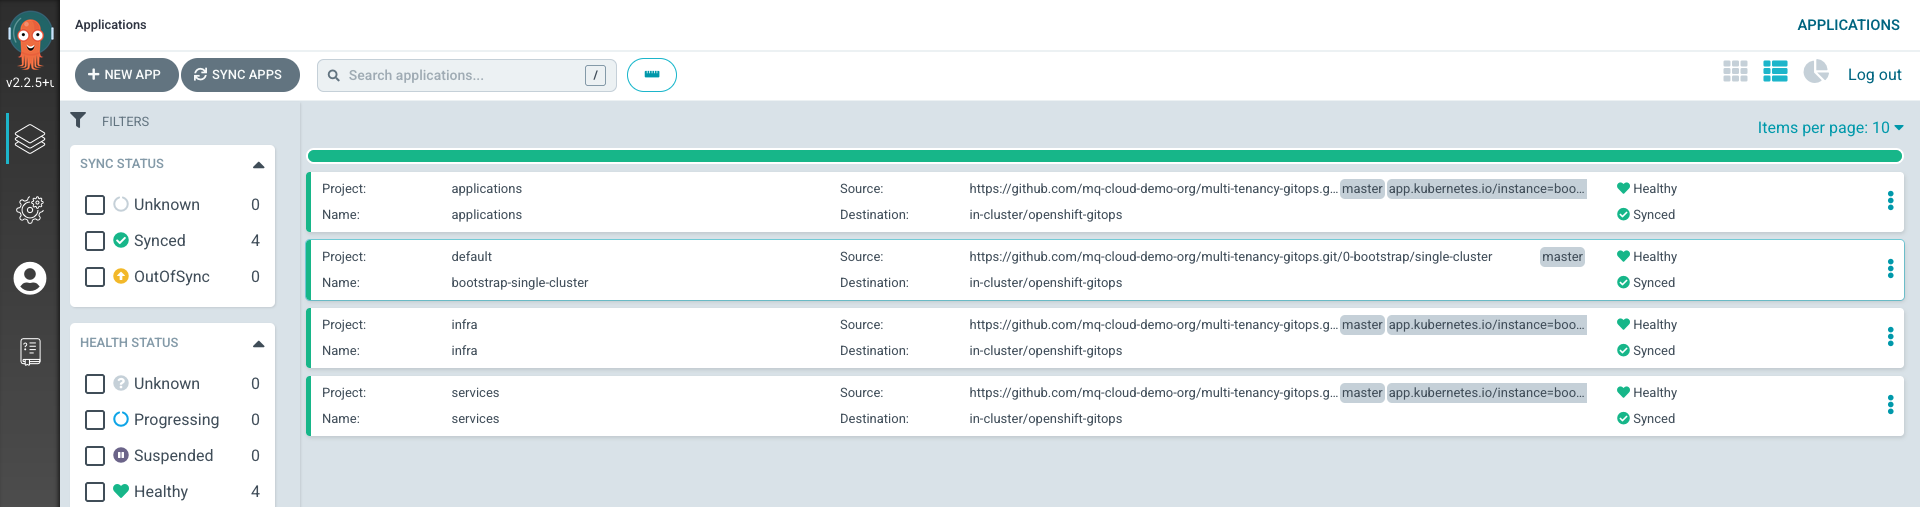 Applications
APPLICATIONS
v2.2.5+u
NEW APP
SYNC APPS
Search applications...
/
Log out
FILTERS
Items per page: 10
SYNC STATUS
Unknown 0
Synced 4
OutOfSync 0
HEALTH STATUS
Unknown 0
Progressing 0
Suspended 0
Healthy 4
Project: applications Source: https://github.com/mq-cloud-demo-org/multi-tenancy-gitops.g... master app.kubernetes.io/instance=boo... Healthy
Name: applications Destination: in-cluster/openshift-gitops Synced
Project: default Source: https://github.com/mq-cloud-demo-org/multi-tenancy-gitops.git/0-bootstrap/single-cluster master Healthy
Name: bootstrap-single-cluster Destination: in-cluster/openshift-gitops Synced
Project: infra Source: https://github.com/mq-cloud-demo-org/multi-tenancy-gitops.g... master app.kubernetes.io/instance=boo... Healthy
Name: infra Destination: in-cluster/openshift-gitops Synced
Project: services Source: https://github.com/mq-cloud-demo-org/multi-tenancy-gitops.g... master app.kubernetes.io/instance=boo... Healthy
Name: services Destination: in-cluster/openshift-gitops Synced